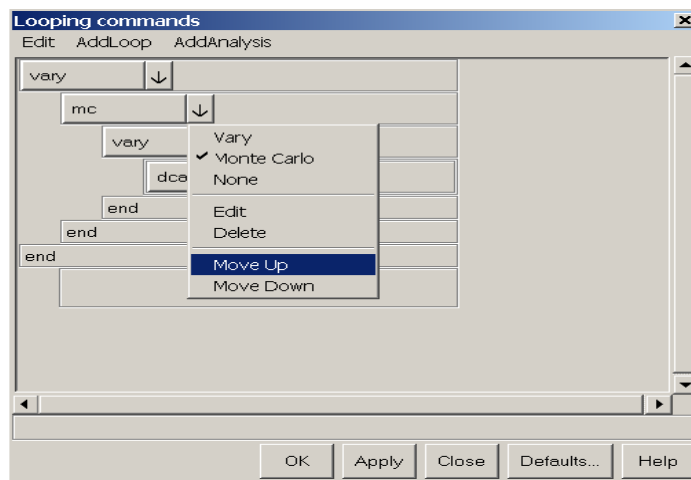 Looping commands
Edit AddLoop AddAnalysis
vary
mc
vary
Vary
Monte Carlo
None
Edit
Delete
Move Up
Move Down
end
end
end
OK Apply Close Defaults... Help